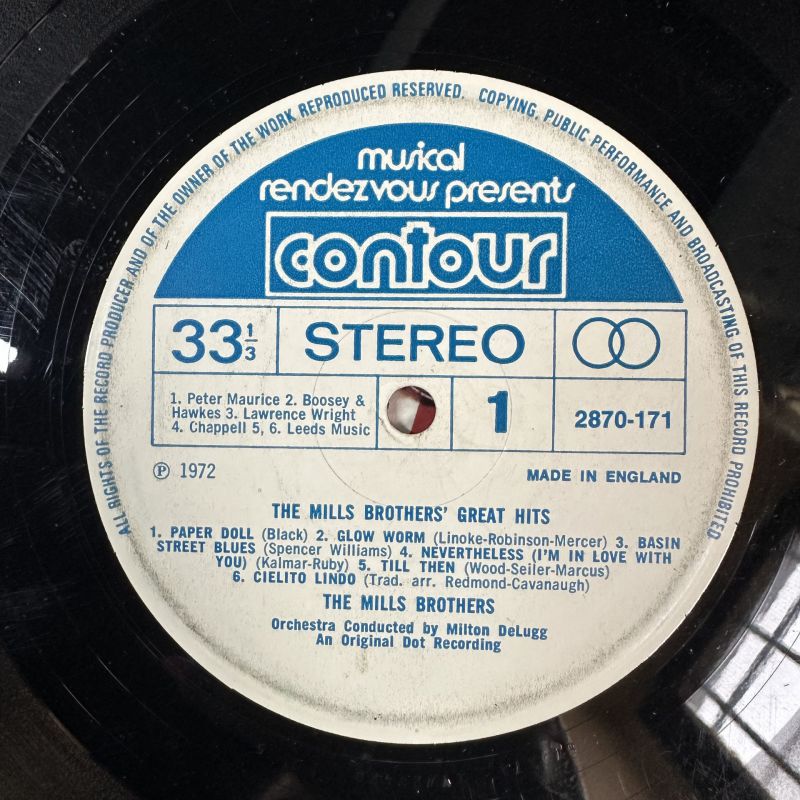 ALL RIGHTS OF THE RECORD PRODUCER AND OF THE OWNER OF THE WORK REPRODUCED RESERVED. COPYING, PUBLIC PERFORMANCE AND BROADCASTING OF THIS RECORD PROHIBITED
musical
rendezvous presents
contour
33 1/3 STEREO
1. Peter Maurice 2. Boosey &
Hawkes 3. Lawrence Wright
4. Chappell 5, 6. Leeds Music
1
2870-171
Ⓟ 1972
MADE IN ENGLAND
THE MILLS BROTHERS' GREAT HITS
1. PAPER DOLL (Black) 2. GLOW WORM (Linoke-Robinson-Mercer) 3. BASIN
STREET BLUES (Spencer Williams) 4. NEVERTHELESS (I'M IN LOVE WITH
YOU) (Kalmar-Ruby) 5. TILL THEN (Wood-Seiler-Marcus)
6. CIELITO LINDO (Trad. arr. Redmond-Cavanaugh)
THE MILLS BROTHERS
Orchestra Conducted by Milton DeLugg
An Original Dot Recording